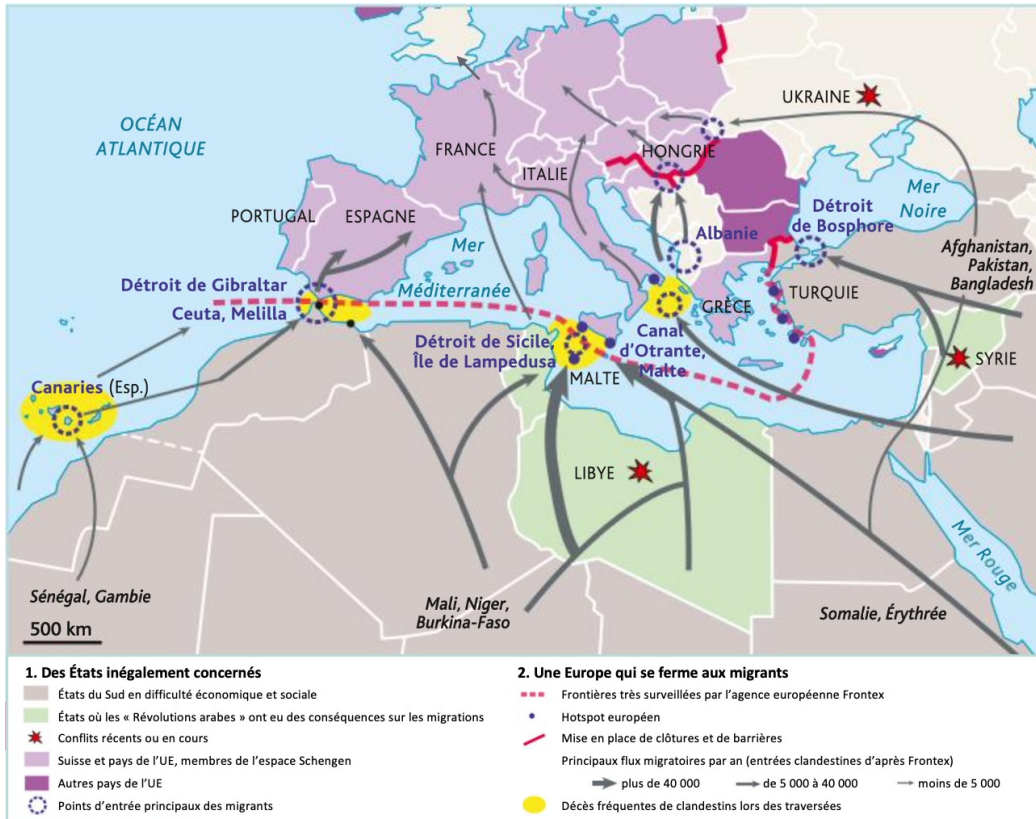 OCÉAN
ATLANTIQUE
UKRAINE
FRANCE
HONGRIE
ITALIE
PORTUGAL
ESPAGNE
Mer
Noire
Détroit
de Bosphore
Albanie
Mer
Méditerranée
Afghanistan,
Pakistan,
Bangladesh
Détroit de Gibraltar
Ceuta, Melilla
GRÈCE
TURQUIE
Détroit de Sicile,
Île de Lampedusa
Canal
d'Otrante,
Malte
SYRIE
MALTE
Canaries (Esp.)
LIBYE
Mer Rouge
Sénégal, Gambie
Mali, Niger,
Burkina-Faso
Somalie, Érythrée
500 km
1. Des États inégalement concernés
États du Sud en difficulté économique et sociale
États où les « Révolutions arabes » ont eu des conséquences sur les migrations
Conflits récents ou en cours
Suisse et pays de l'UE, membres de l'espace Schengen
Autres pays de l'UE
Points d'entrée principaux des migrants
2. Une Europe qui se ferme aux migrants
Frontières très surveillées par l'agence européenne Frontex
Hotspot européen
Mise en place de clôtures et de barrières
Principaux flux migratoires par an (entrées clandestines d'après Frontex)
plus de 40 000 de 5 000 à 40 000 moins de 5 000
Décès fréquentes de clandestins lors des traversées